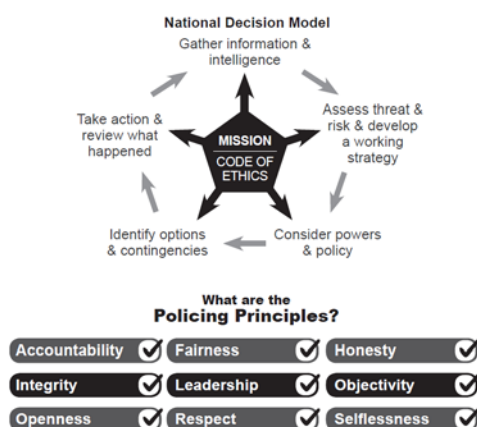 National Decision Model
Gather information &
intelligence
Assess threat &
risk & develop
a working
strategy
Consider powers
& policy
Identify options
& contingencies
Take action &
review what
happened
MISSION
CODE OF
ETHICS
What are the
Policing Principles?
Accountability
Fairness
Honesty
Integrity
Leadership
Objectivity
Openness
Respect
Selflessness